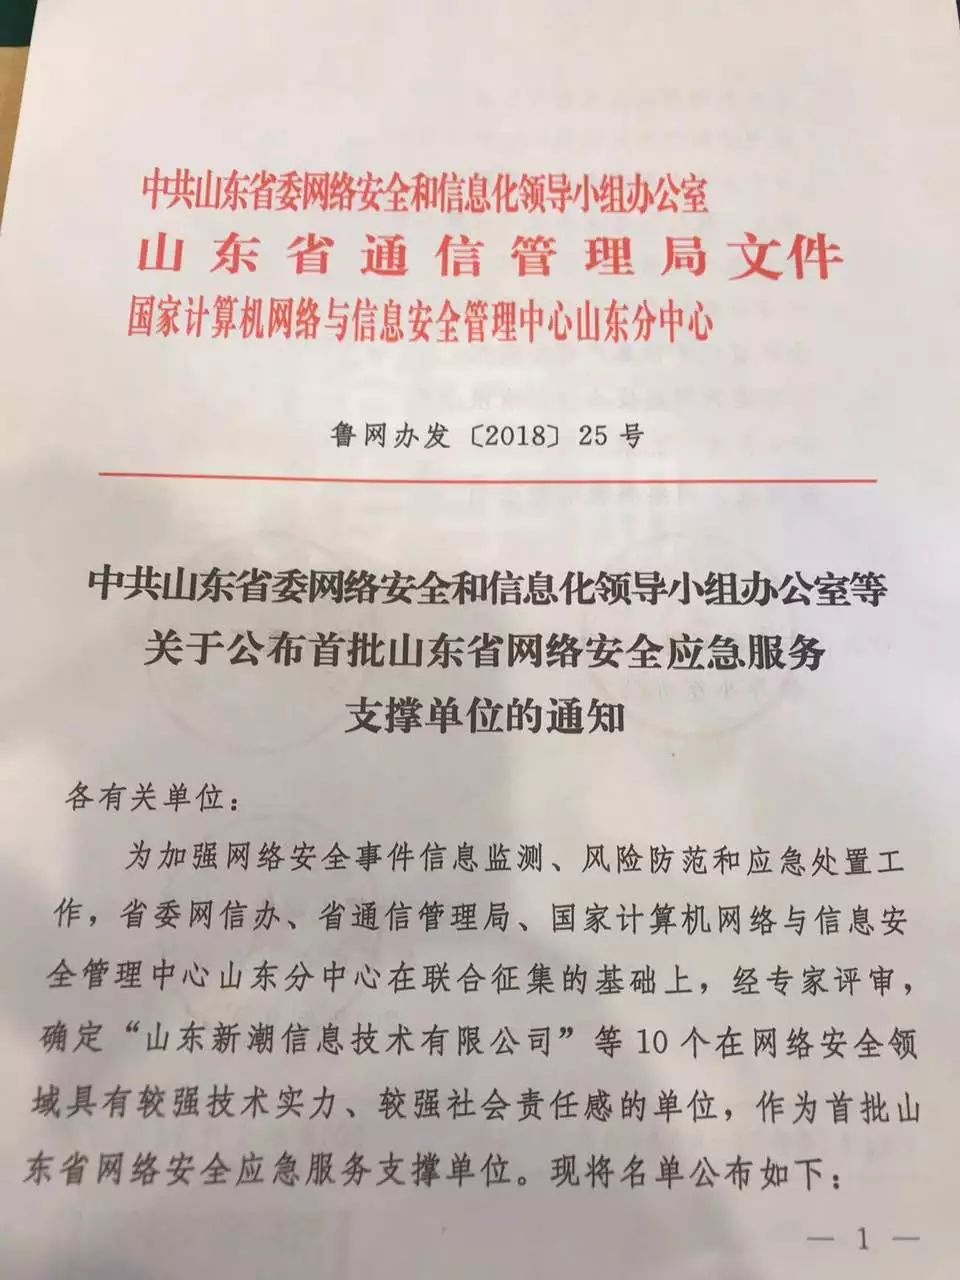 中共山东省委网络安全和信息化领导小组办公室
山东省通信管理局文件
国家计算机网络与信息安全管理中心山东分中心
鲁网办发〔2018〕25号
中共山东省委网络安全和信息化领导小组办公室等
关于公布首批山东省网络安全应急服务
支撑单位的通知
各有关单位：
为加强网络安全事件信息监测、风险防范和应急处置工
作，省委网信办、省通信管理局、国家计算机网络与信息安
全管理中心山东分中心在联合征集的基础上，经专家评审，
确定“山东新潮信息技术有限公司”等10个在网络安全领
域具有较强技术实力、较强社会责任感的单位，作为首批山
东省网络安全应急服务支撑单位。现将名单公布如下：
— 1 —